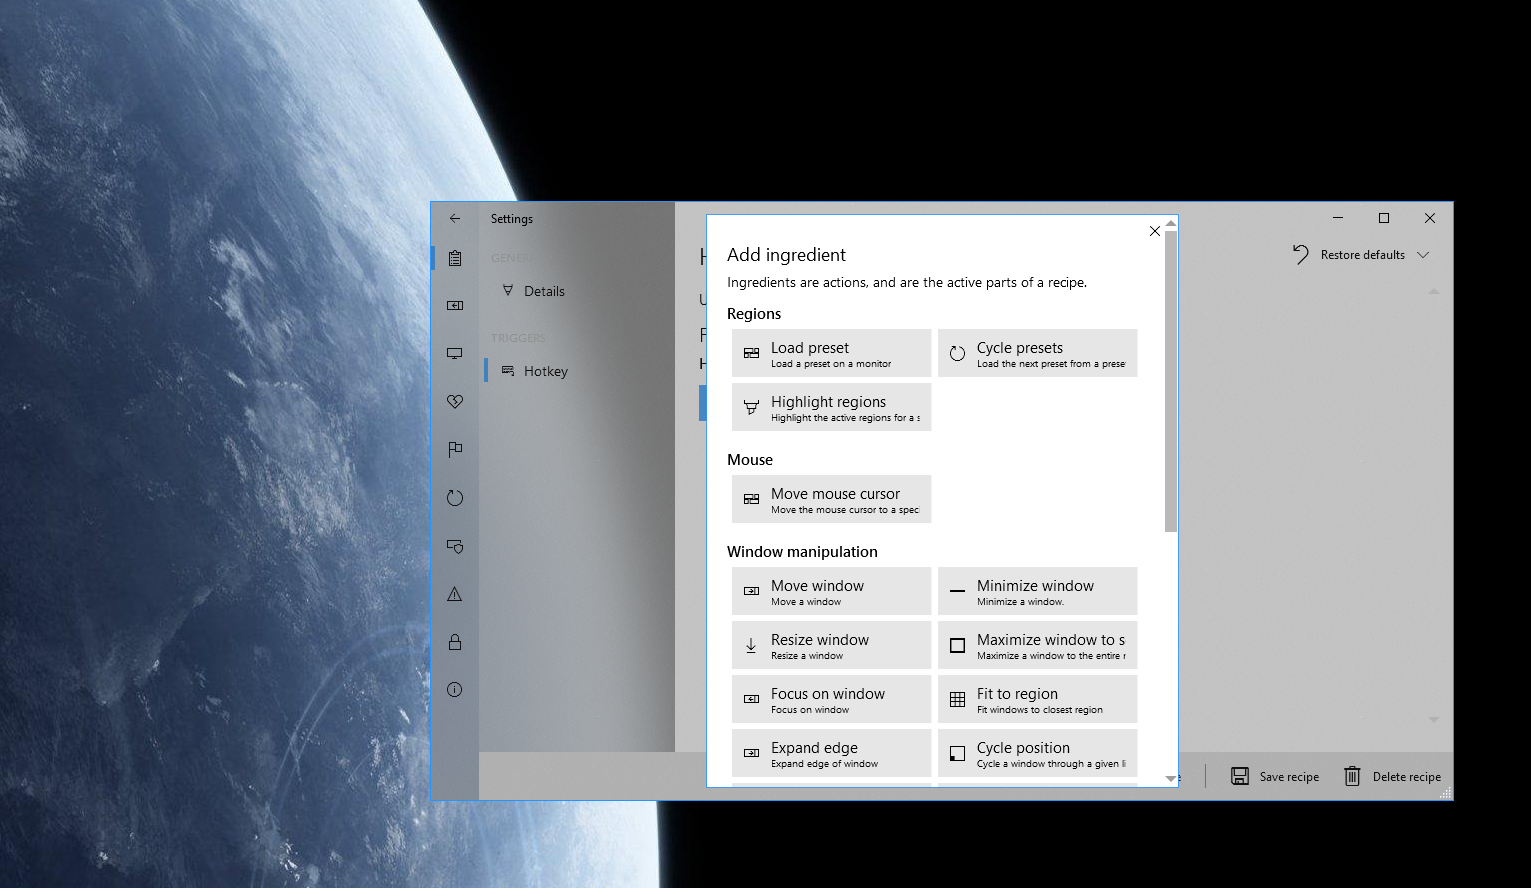 Settings
GENERAL
Details
TRIGGERS
Hotkey
Restore defaults
Add ingredient
Ingredients are actions, and are the active parts of a recipe.
Regions
Load preset
Load a preset on a monitor
Cycle presets
Load the next preset from a prese
Highlight regions
Highlight the active regions for a s
Mouse
Move mouse cursor
Move the mouse cursor to a speci
Window manipulation
Move window
Move a window
Minimize window
Minimize a window.
Resize window
Resize a window
Maximize window to s
Maximize a window to the entire r
Focus on window
Focus on window
Fit to region
Fit windows to closest region
Expand edge
Expand edge of window
Cycle position
Cycle a window through a given li
Save recipe
Delete recipe